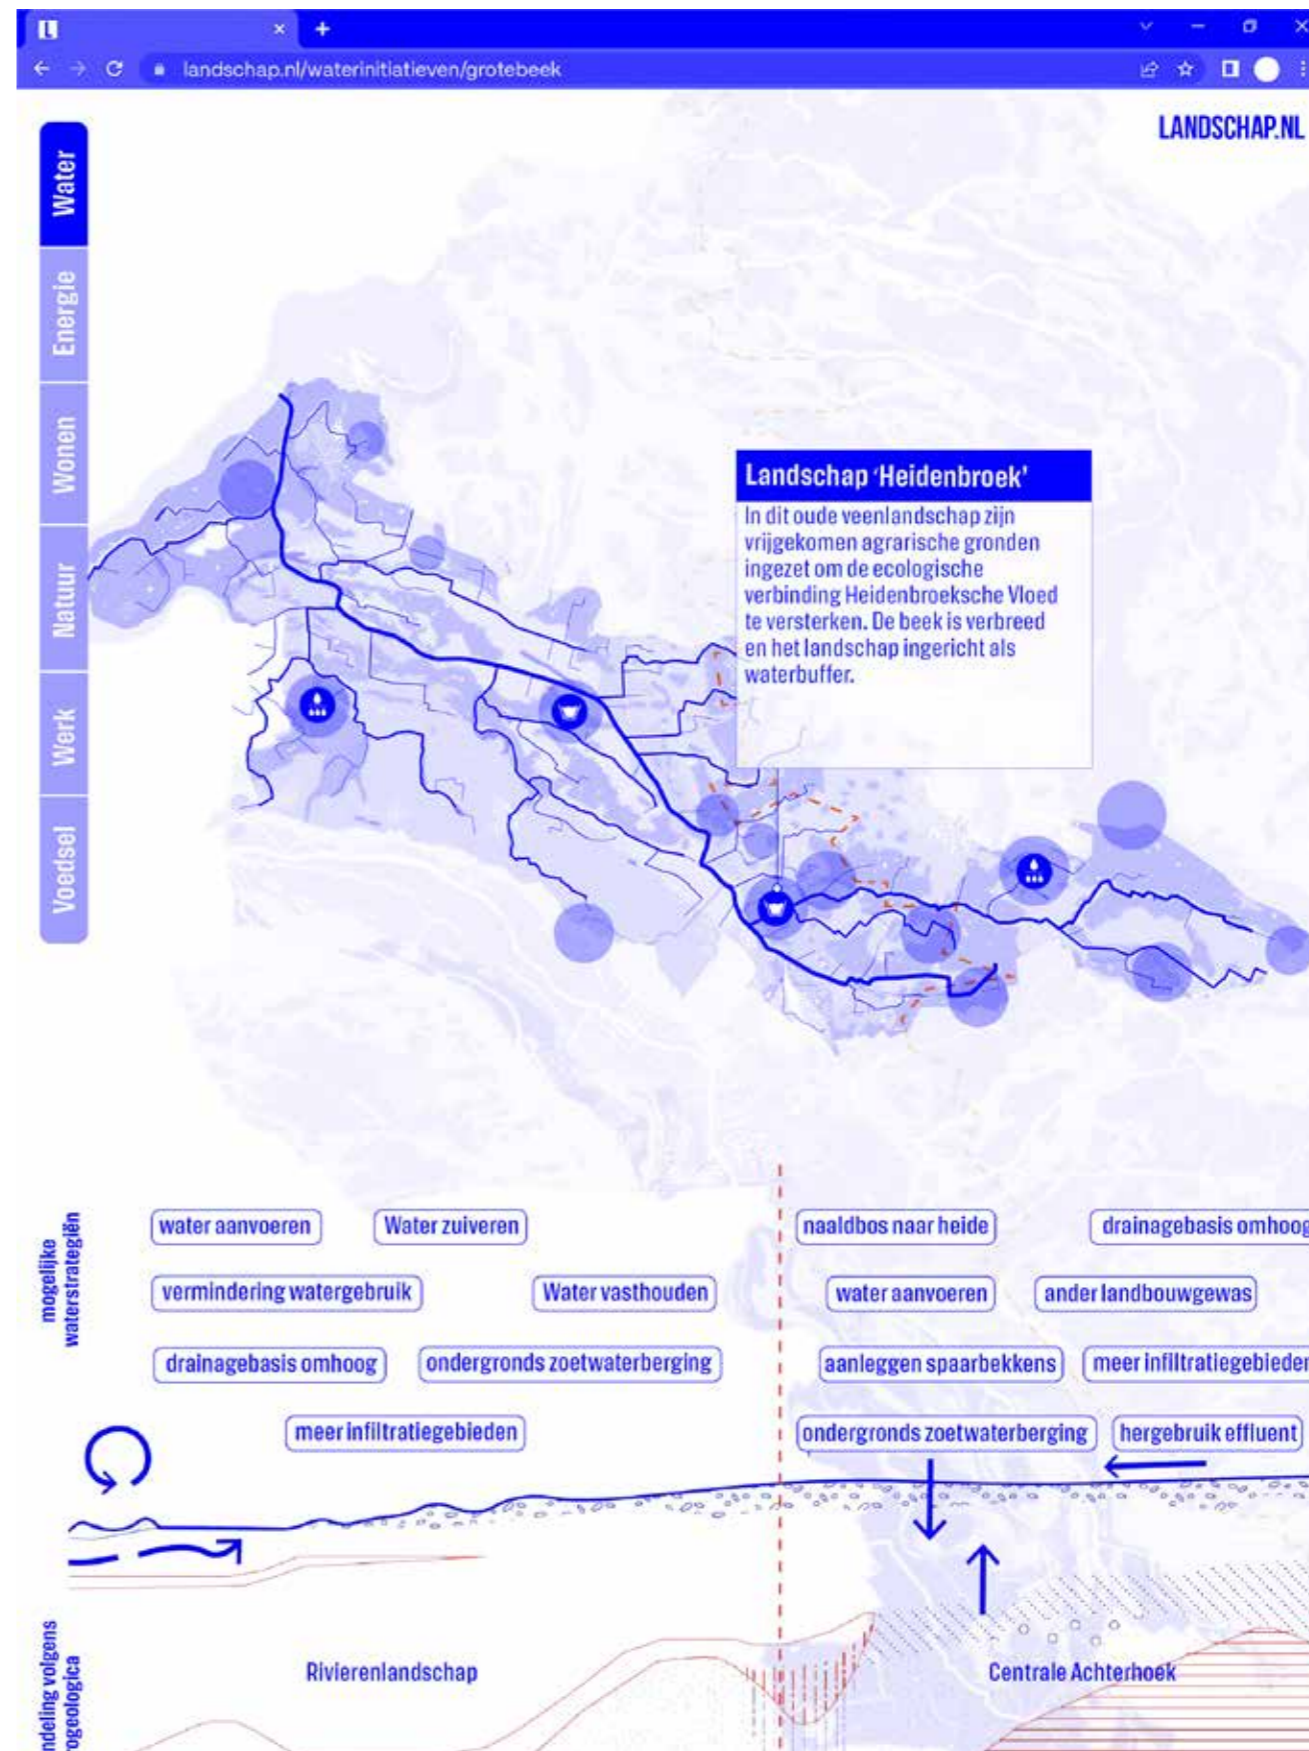 L
landschap.nl/waterinitiatieven/grotebeek
LANDSCHAP.NL
Water
Energie
Wonen
Natuur
Werk
Voedsel
Landschap ‘Heidenbroek’
In dit oude veenlandschap zijn
vrijgekomen agrarische gronden
ingezet om de ecologische
verbinding Heidenbroeksche Vloed
te versterken. De beek is verbreed
en het landschap ingericht als
waterbuffer.
mogelijke
waterstrategiën
water aanvoeren
Water zuiveren
naaldbos naar heide
drainagebasis omhoog
vermindering watergebruik
Water vasthouden
water aanvoeren
ander landbouwgewas
drainagebasis omhoog
ondergronds zoetwaterberging
aanleggen spaarbekkens
meer infiltratiegebieden
meer infiltratiegebieden
ondergronds zoetwaterberging
hergebruik effluent
Rivierenlandschap
Centrale Achterhoek
ndeling volgens
rogeologica